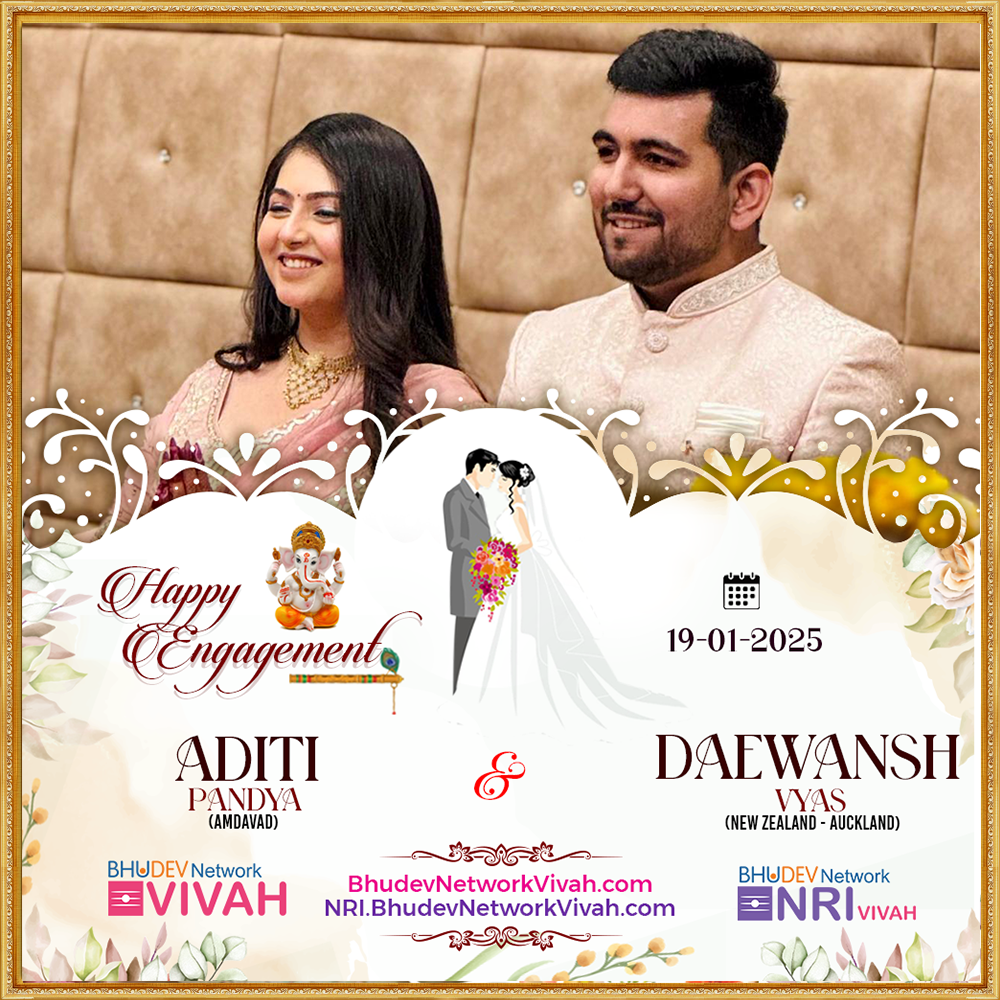 Happy
Engagement
19-01-2025
ADITI
PANDYA
(AMDAVAD)
&
DAEWANSH
VYAS
(NEW ZEALAND - AUCKLAND)
BHUDEV Network
VIVAH
BhudevNetworkVivah.com
NRI.BhudevNetworkVivah.com
BHUDEV Network
NRI VIVAH